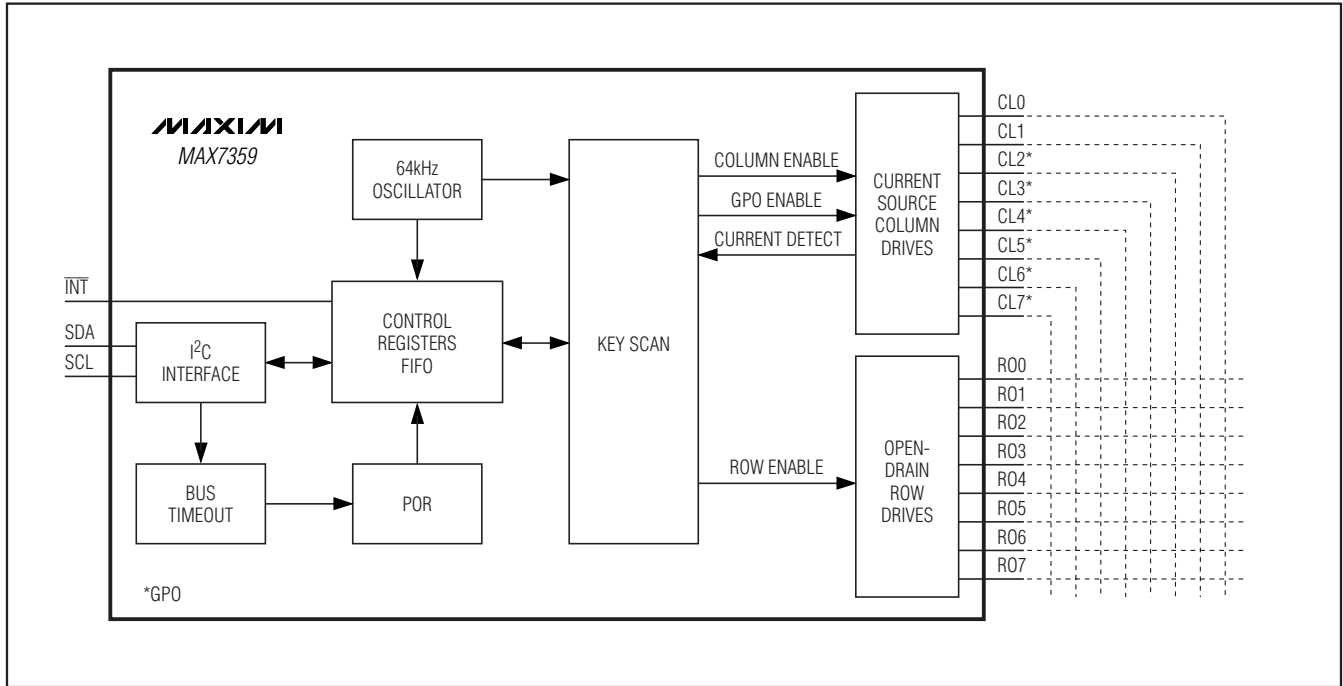 MAXIM
MAX7359
64kHz
OSCILLATOR
INT
SDA
SCL
I²C
INTERFACE
CONTROL
REGISTERS
FIFO
BUS
TIMEOUT
POR
KEY SCAN
COLUMN ENABLE
GPO ENABLE
CURRENT DETECT
ROW ENABLE
CURRENT
SOURCE
COLUMN
DRIVES
OPEN-
DRAIN
ROW
DRIVES
CL0
CL1
CL2*
CL3*
CL4*
CL5*
CL6*
CL7*
RO0
RO1
RO2
RO3
RO4
RO5
RO6
RO7
*GPO